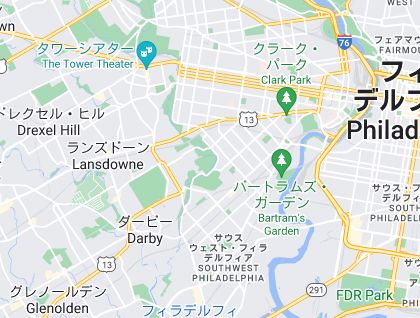 76
フェアマウ
FAIRMOU
タワーシアター
The Tower Theater
クラーク・
パーク
Clark Park
フィ
デルフ
Philad
13
ドレクセル・ヒル
Drexel Hill
ランズドーン
Lansdowne
バートラムズ・
ガーデン
Bartram's
Garden
サウス・フ
デル
SOUTH
PHILADELPH
ダービー
Darby
サウス
ウェスト・フィラ
デルフィア
SOUTHWEST
PHILADELPHIA
13
グレノールデン
Glenolden
フィラデルフィ
291
FDR Park